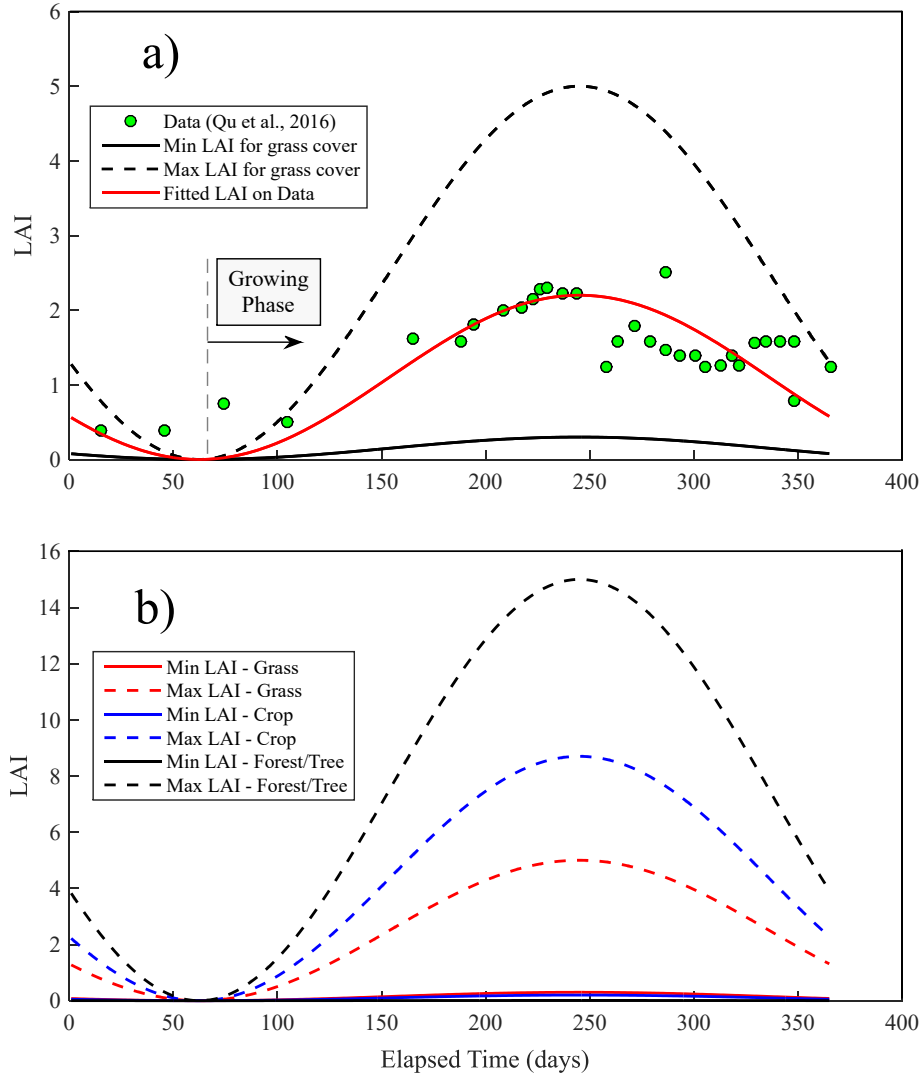 6
a)
5
Data (Qu et al., 2016)
Min LAI for grass cover
Max LAI for grass cover
Fitted LAI on Data
4
3
LAI
Growing
Phase
2
1
0
0 50 100 150 200 250 300 350 400
16
b)
14
12
Min LAI - Grass
Max LAI - Grass
Min LAI - Crop
Max LAI - Crop
Min LAI - Forest/Tree
Max LAI - Forest/Tree
10
8
LAI
6
4
2
0
0 50 100 150 200 250 300 350 400
Elapsed Time (days)